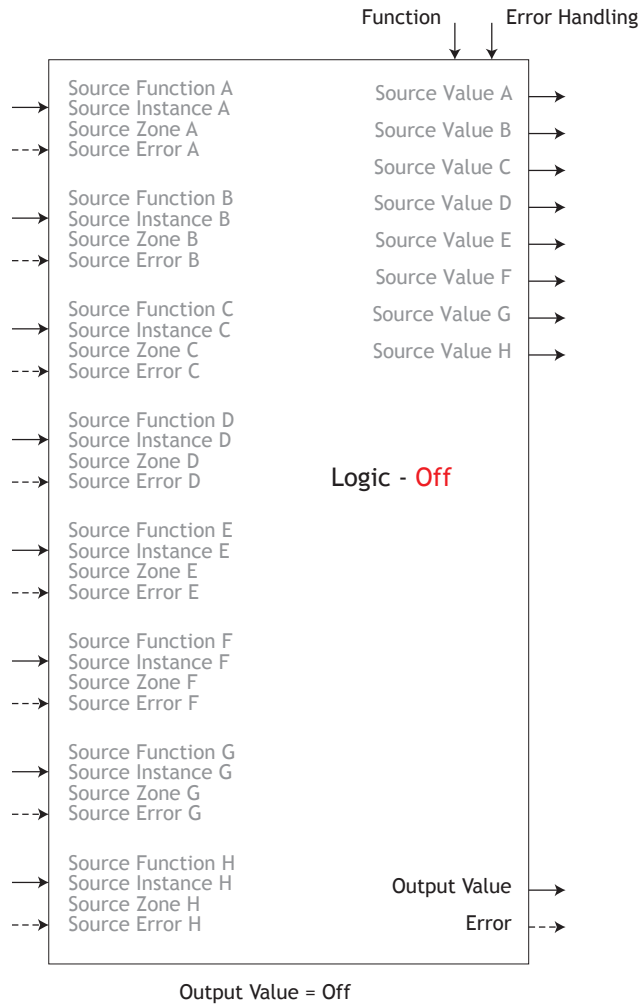 Function Error Handling
Source Function A
Source Instance A
Source Zone A
Source Error A
Source Function B
Source Instance B
Source Zone B
Source Error B
Source Function C
Source Instance C
Source Zone C
Source Error C
Source Function D
Source Instance D
Source Zone D
Source Error D
Source Function E
Source Instance E
Source Zone E
Source Error E
Source Function F
Source Instance F
Source Zone F
Source Error F
Source Function G
Source Instance G
Source Zone G
Source Error G
Source Function H
Source Instance H
Source Zone H
Source Error H
Source Value A
Source Value B
Source Value C
Source Value D
Source Value E
Source Value F
Source Value G
Source Value H
Logic - Off
Output Value
Error
Output Value = Off